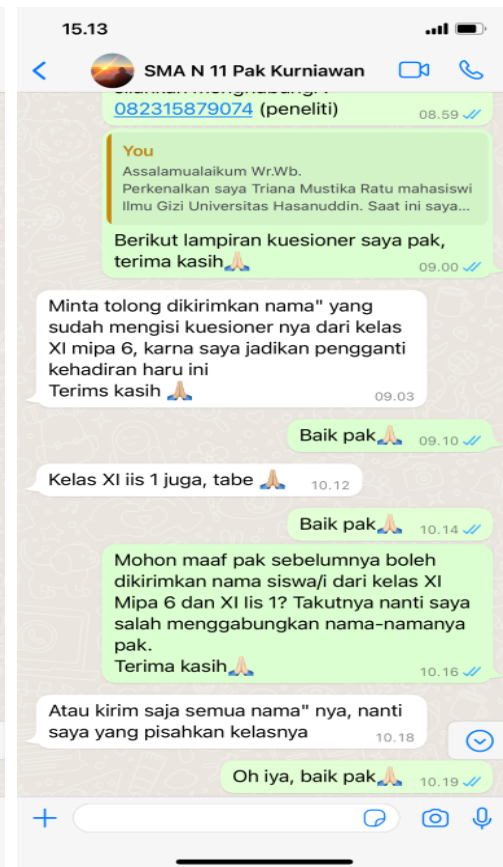 15.13
SMA N 11 Pak Kurniawan
082315879074 (peneliti)
08.59
You
Assalamualaikum Wr.Wb.
Perkenalkan saya Triana Mustika Ratu mahasiswi
Ilmu Gizi Universitas Hasanuddin. Saat ini saya...
Berikut lampiran kuesioner saya pak,
terima kasih🙏🏻
09.00
Minta tolong dikirimkan nama" yang
sudah mengisi kuesioner nya dari kelas
XI mipa 6, karna saya jadikan pengganti
kehadiran haru ini
Terims kasih 🙏🏼
09.03
Baik pak🙏🏻 09.10
Kelas XI iis 1 juga, tabe 🙏🏼 10.12
Baik pak🙏🏻 10.14
Mohon maaf pak sebelumnya boleh
dikirimkan nama siswa/i dari kelas XI
Mipa 6 dan XI Iis 1? Takutnya nanti saya
salah menggabungkan nama-namanya
pak.
Terima kasih🙏🏻
10.16
Atau kirim saja semua nama" nya, nanti
saya yang pisahkan kelasnya 10.18
Oh iya, baik pak🙏🏻 10.19